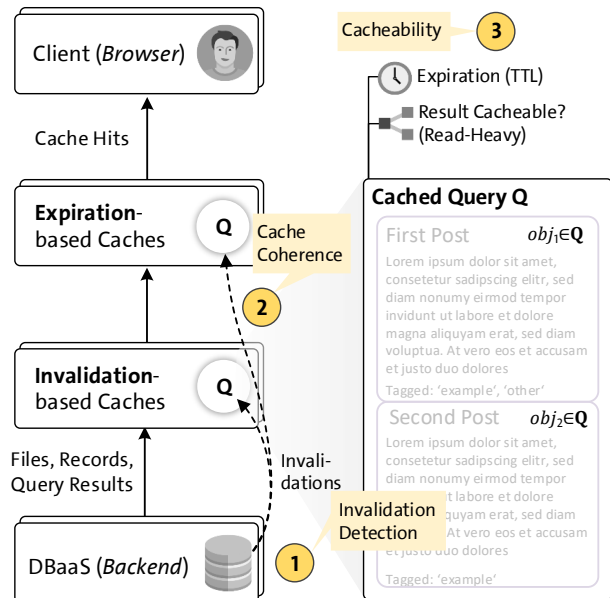 Client (Browser)
Cache Hits
Expiration-
based Caches
Q
Cache
Coherence
2
Invalidation-
based Caches
Q
Files, Records,
Query Results
Invali-
dations
DBaaS (Backend)
1
Invalidation
Detection
Cacheability
3
Expiration (TTL)
Result Cacheable?
(Read-Heavy)
Cached Query Q
First Post
obj₁∈Q
Lorem ipsum dolor sit amet,
consetetur sadipscing elitr, sed
diam nonumy eirmod tempor
invidunt ut labore et dolore
magna aliquyam erat, sed diam
voluptua. At vero eos et accusam
et justo duo dolores
Tagged: ‘example’, ‘other’
Second Post
obj₂∈Q
Lorem ipsum dolor sit amet,
consetetur sadipscing elitr, sed
diam nonumy eirmod tempor
ut labore et dolore
quyam erat, sed diam
At vero eos et accusam
et justo duo dolores
Tagged: ‘example’